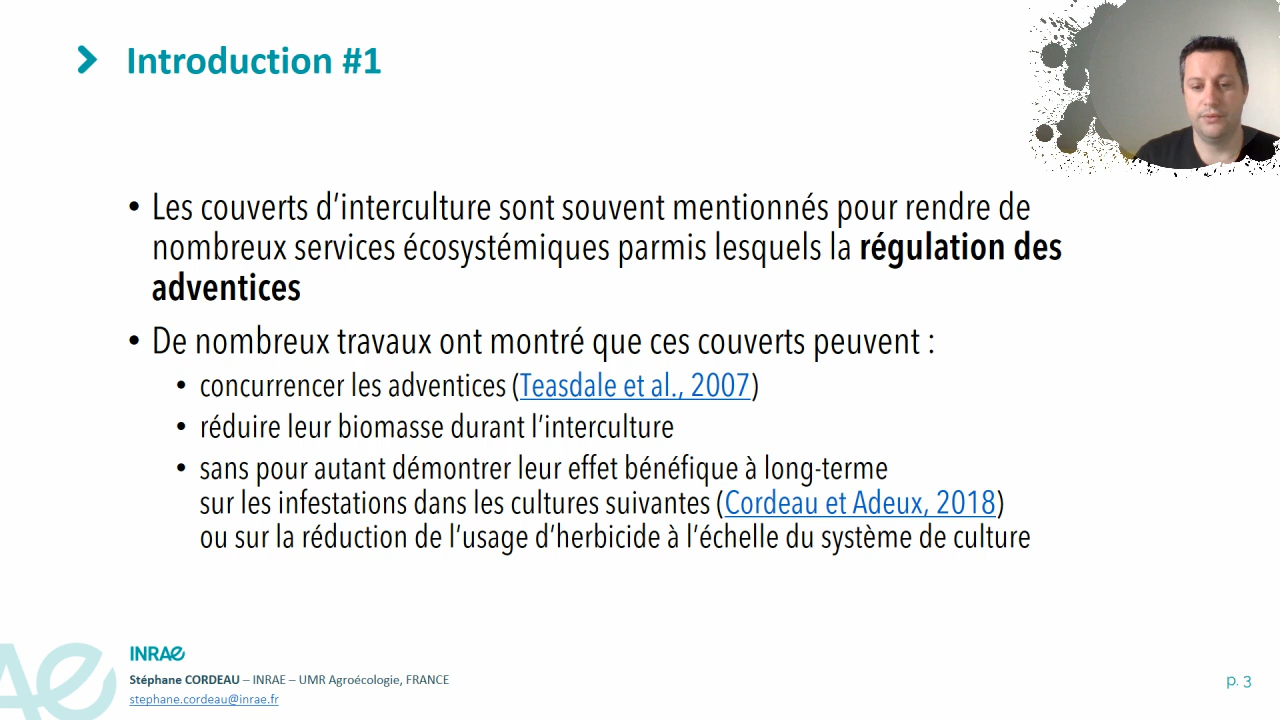 Introduction #1
• Les couverts d’interculture sont souvent mentionnés pour rendre de
nombreux services écosystémiques parmis lesquels la régulation des
adventices
• De nombreux travaux ont montré que ces couverts peuvent :
• concurrencer les adventices (Teasdale et al., 2007)
• réduire leur biomasse durant l’interculture
• sans pour autant démontrer leur effet bénéfique à long-terme
sur les infestations dans les cultures suivantes (Cordeau et Adeux, 2018)
ou sur la réduction de l’usage d’herbicide à l’échelle du système de culture
INRAE
Stéphane CORDEAU – INRAE – UMR Agroécologie, FRANCE
stephane.cordeau@inrae.fr
p. 3